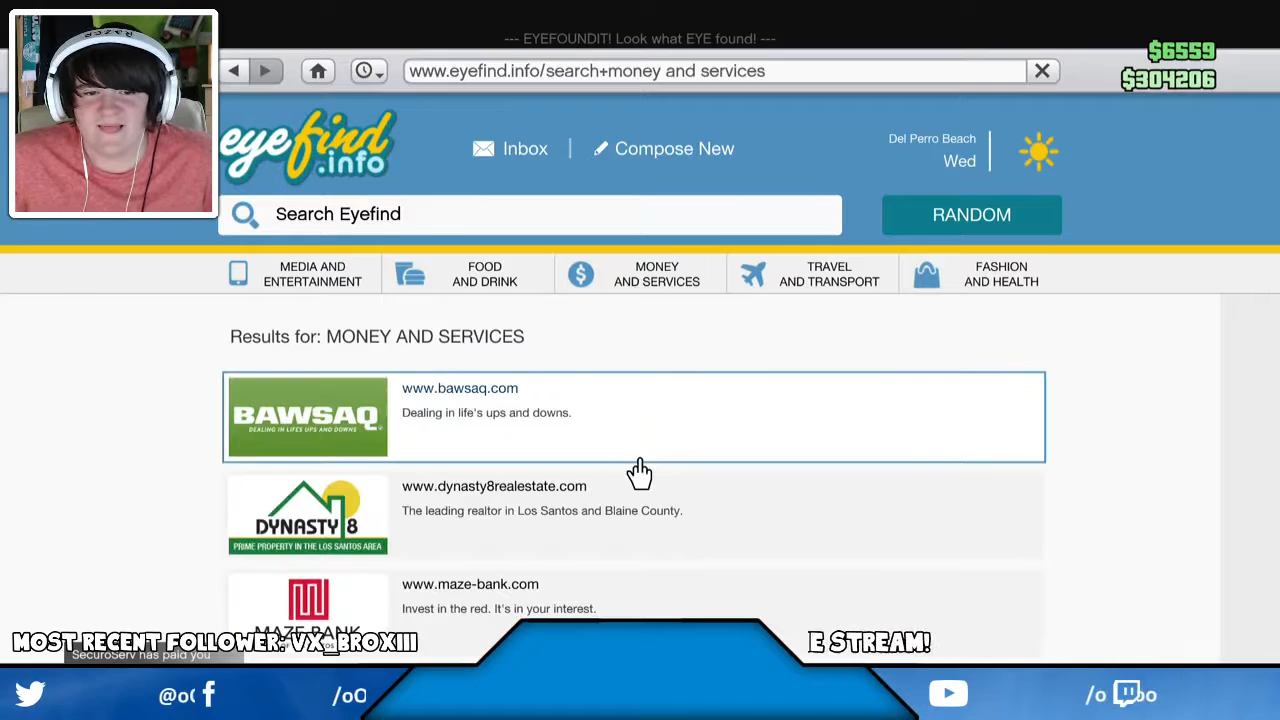 --- EYEFOUNDIT! Look what EYE found! ---
$6559
$304206
www.eyefind.info/search+money and services
RAZER
eyefind
.info
Inbox
Compose New
Del Perro Beach
Wed
Search Eyefind
RANDOM
MEDIA AND
ENTERTAINMENT
FOOD
AND DRINK
MONEY
AND SERVICES
TRAVEL
AND TRANSPORT
FASHION
AND HEALTH
Results for: MONEY AND SERVICES
BAWSAQ
DEALING IN LIFE'S UPS AND DOWNS
www.bawsaq.com
Dealing in life's ups and downs.
DYNASTY 8
PRIME PROPERTY IN THE LOS SANTOS AREA
www.dynasty8realestate.com
The leading realtor in Los Santos and Blaine County.
MAZE BANK
www.maze-bank.com
Invest in the red. It's in your interest.
MOST RECENT FOLLOWER: VX_BROXIII
E STREAM!
SecuroServ has paid you